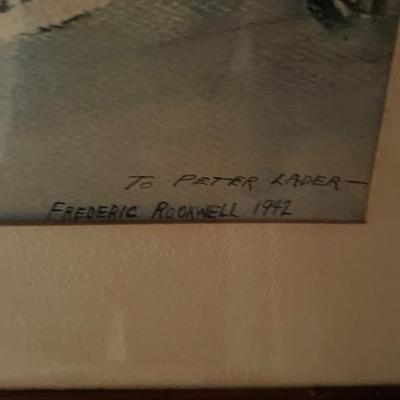 TO PETER LADER—
FREDERIC ROCKWELL 1942